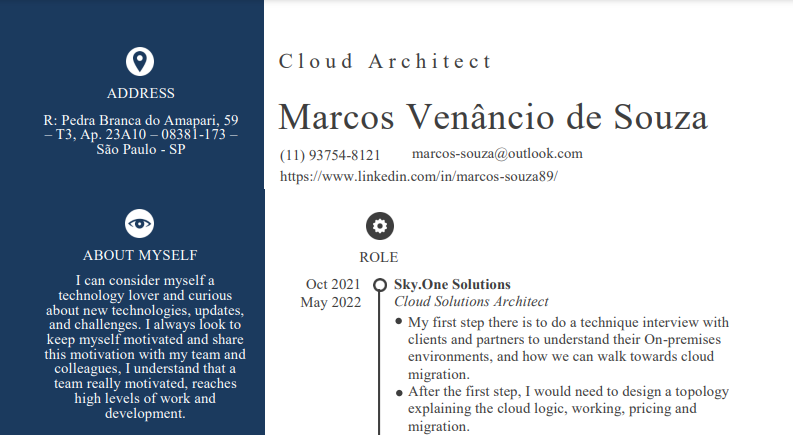 ADDRESS
R: Pedra Branca do Amapari, 59
– T3, Ap. 23A10 – 08381-173 –
São Paulo - SP
ABOUT MYSELF
I can consider myself a
technology lover and curious
about new technologies, updates,
and challenges. I always look to
keep myself motivated and share
this motivation with my team and
colleagues, I understand that a
team really motivated, reaches
high levels of work and
development.
Cloud Architect
Marcos Venâncio de Souza
(11) 93754-8121 marcos-souza@outlook.com
https://www.linkedin.com/in/marcos-souza89/
ROLE
Oct 2021
May 2022
Sky.One Solutions
Cloud Solutions Architect
● My first step there is to do a technique interview with
clients and partners to understand their On-premises
environments, and how we can walk towards cloud
migration.
● After the first step, I would need to design a topology
explaining the cloud logic, working, pricing and
migration.